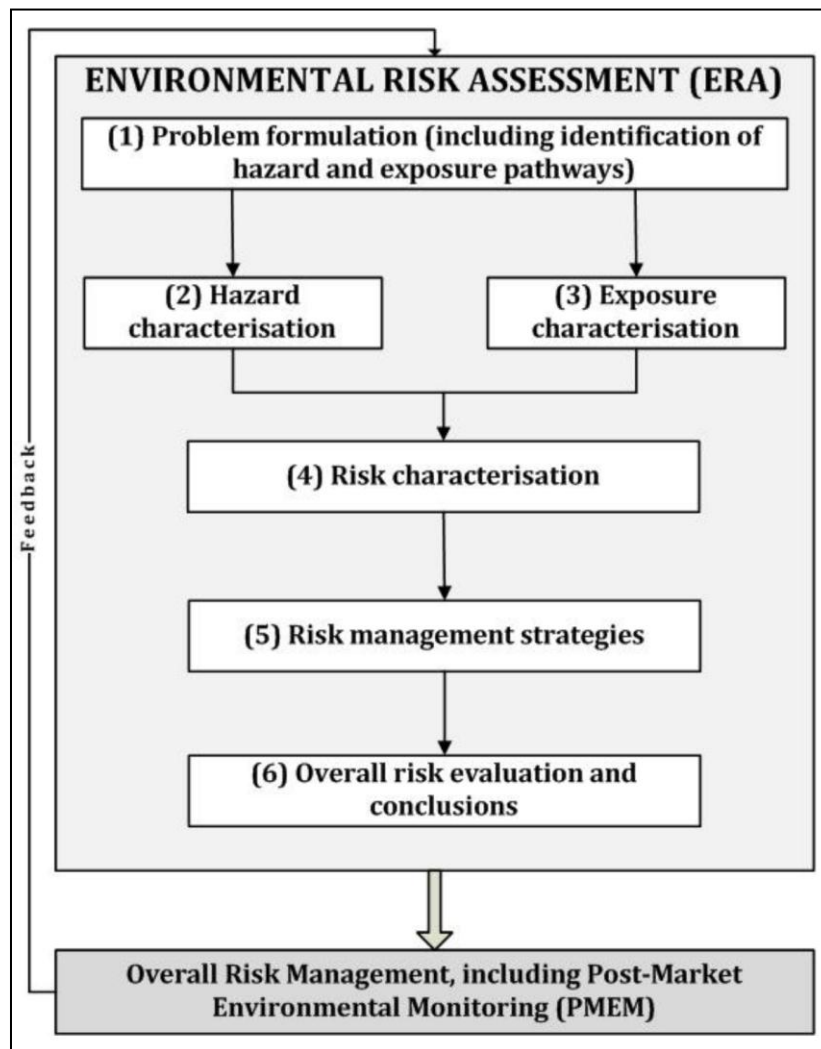 ENVIRONMENTAL RISK ASSESSMENT (ERA)
(1) Problem formulation (including identification of
hazard and exposure pathways)
(2) Hazard
characterisation
(3) Exposure
characterisation
(4) Risk characterisation
(5) Risk management strategies
(6) Overall risk evaluation and
conclusions
Feedback
Overall Risk Management, including Post-Market
Environmental Monitoring (PMEM)